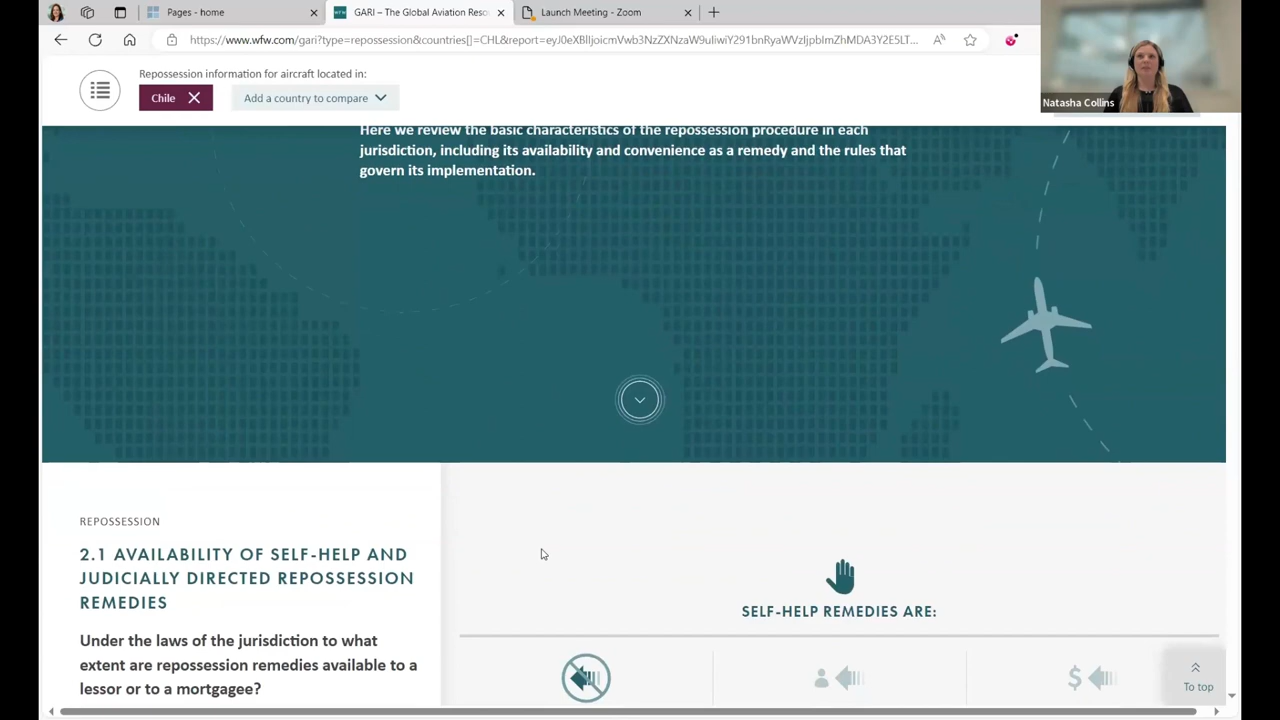 Pages - home
GARI – The Global Aviation Reso
Launch Meeting - Zoom
https://www.wfw.com/gari?type=repossession&countries[]=CHL&report=
Repossession information for aircraft located in:
Chile
Add a country to compare
Natasha Collins
Here we review the basic characteristics of the repossession procedure in each
jurisdiction, including its availability and convenience as a remedy and the rules that
govern its implementation.
REPOSSESSION
2.1 AVAILABILITY OF SELF-HELP AND
JUDICIALLY DIRECTED REPOSSESSION
REMEDIES
Under the laws of the jurisdiction to what
extent are repossession remedies available to a
lessor or to a mortgagee?
SELF-HELP REMEDIES ARE:
$
To top